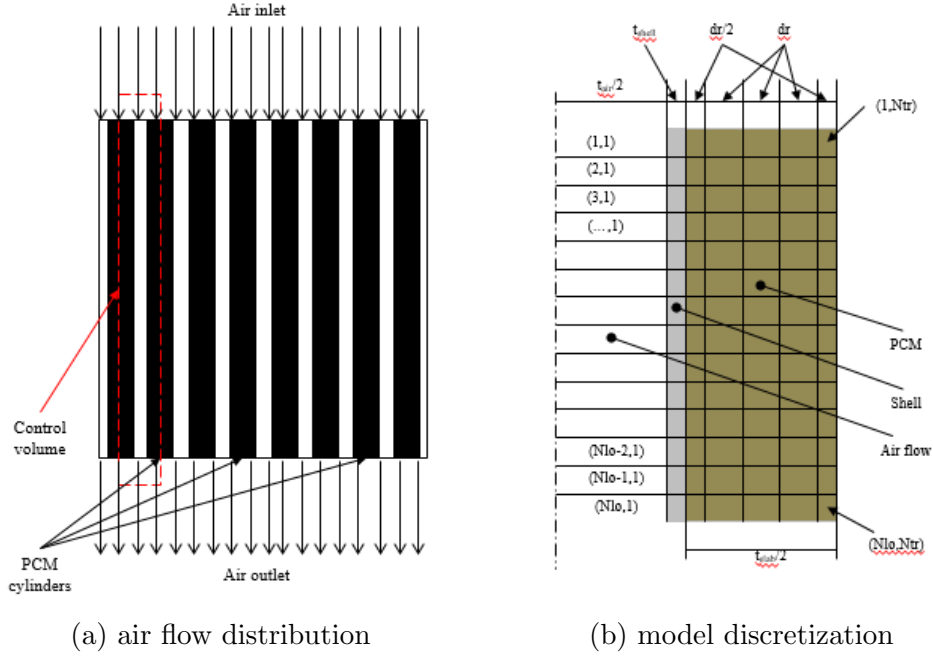 Air inlet
Control
volume
PCM
cylinders
Air outlet
(a) air flow distribution
t_shell
dr/2
dr
t_air/2
(1,Ntr)
(1,1)
(2,1)
(3,1)
(...,1)
PCM
Shell
Air flow
(Nlo-2,1)
(Nlo-1,1)
(Nlo,1)
(Nlo,Ntr)
t_slab/2
(b) model discretization